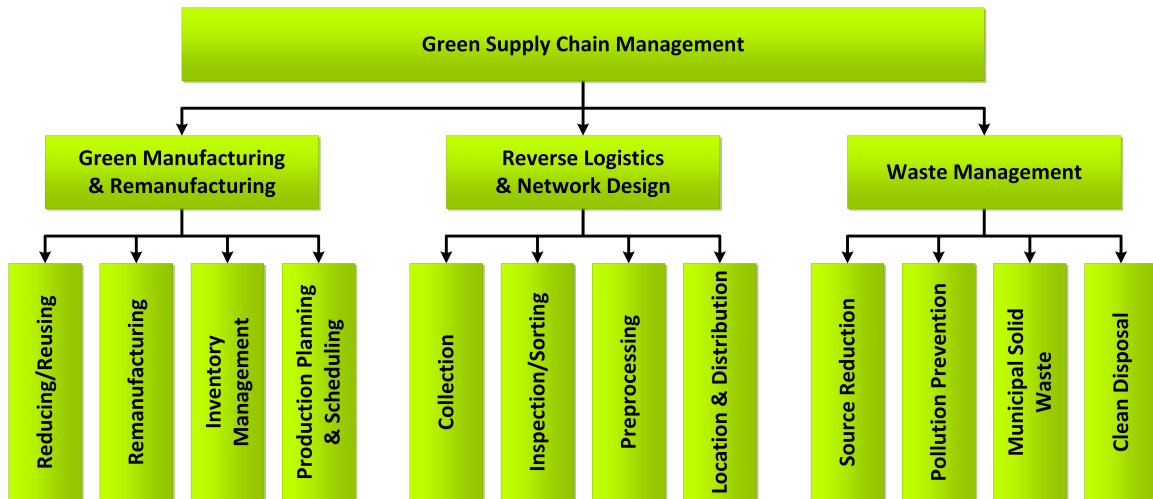 Green Supply Chain Management
Green Manufacturing
& Remanufacturing
Reverse Logistics
& Network Design
Waste Management
Reducing/Reusing
Remanufacturing
Inventory
Management
Production Planning
& Scheduling
Collection
Inspection/Sorting
Preprocessing
Location & Distribution
Source Reduction
Pollution Prevention
Municipal Solid
Waste
Clean Disposal